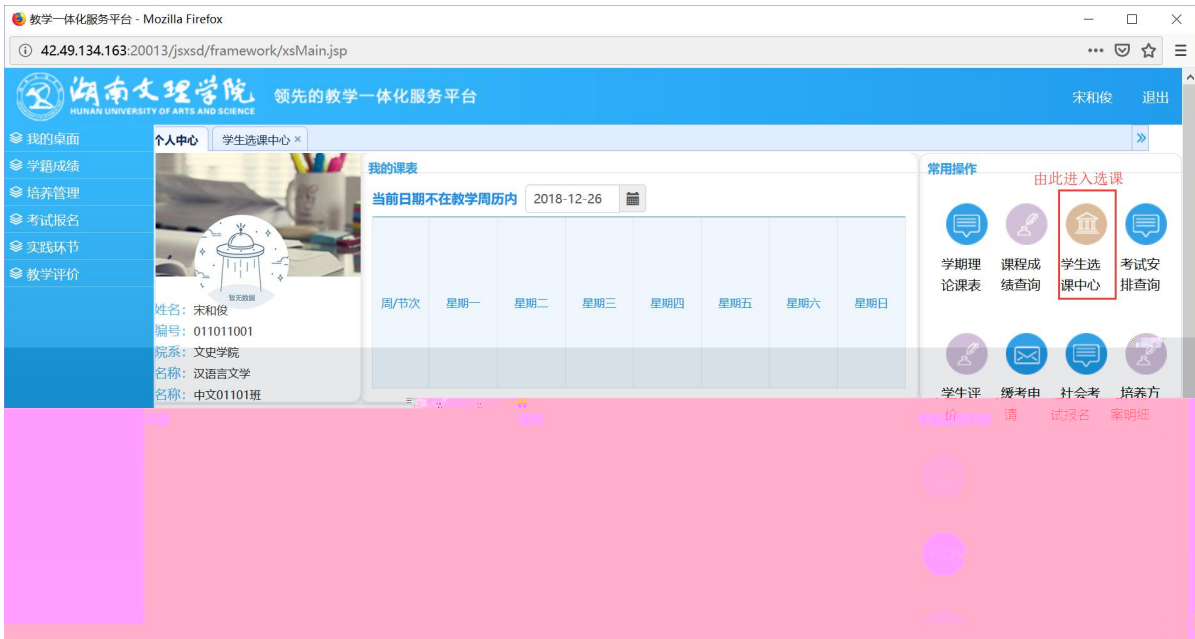 教学一体化服务平台 - Mozilla Firefox
42.49.134.163:20013/jsxsd/framework/xsMain.jsp
湖南文理学院
HUNAN UNIVERSITY OF ARTS AND SCIENCE
领先的教学一体化服务平台
宋和俊 退出
我的桌面
学籍成绩
培养管理
考试报名
实践环节
教学评价
个人中心 学生选课中心 ×
暂无数据
姓名：宋和俊
编号：011011001
院系：文史学院
名称：汉语言文学
名称：中文01101班
我的课表
当前日期不在教学周历内 2018-12-26
周/节次 星期一 星期二 星期三 星期四 星期五 星期六 星期日
常用操作
由此进入选课
学期理论课表
课程成绩查询
学生选课中心
考试安排查询
学生评价
缓考申请
社会考试报名
培养方案明细